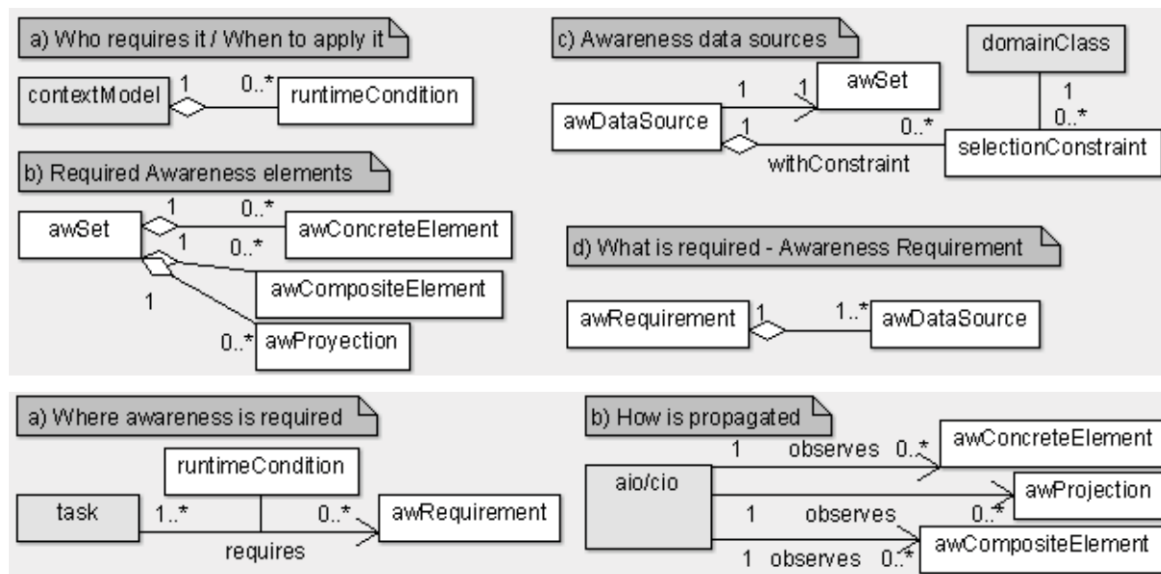 a) Who requires it / When to apply it
contextModel
1
0..*
runtimeCondition
b) Required Awareness elements
awSet
1
0..*
awConcreteElement
1
0..*
awCompositeElement
1
0..*
awProyection
c) Awareness data sources
awDataSource
1
1
awSet
1
0..*
withConstraint
domainClass
1
0..*
selectionConstraint
d) What is required - Awareness Requirement
awRequirement
1
1..*
awDataSource
a) Where awareness is required
runtimeCondition
task
1..*
0..*
awRequirement
requires
b) How is propagated
aio/cio
1 observes 0..*
awConcreteElement
awProjection
1 observes 0..*
1 observes 0..*
awCompositeElement